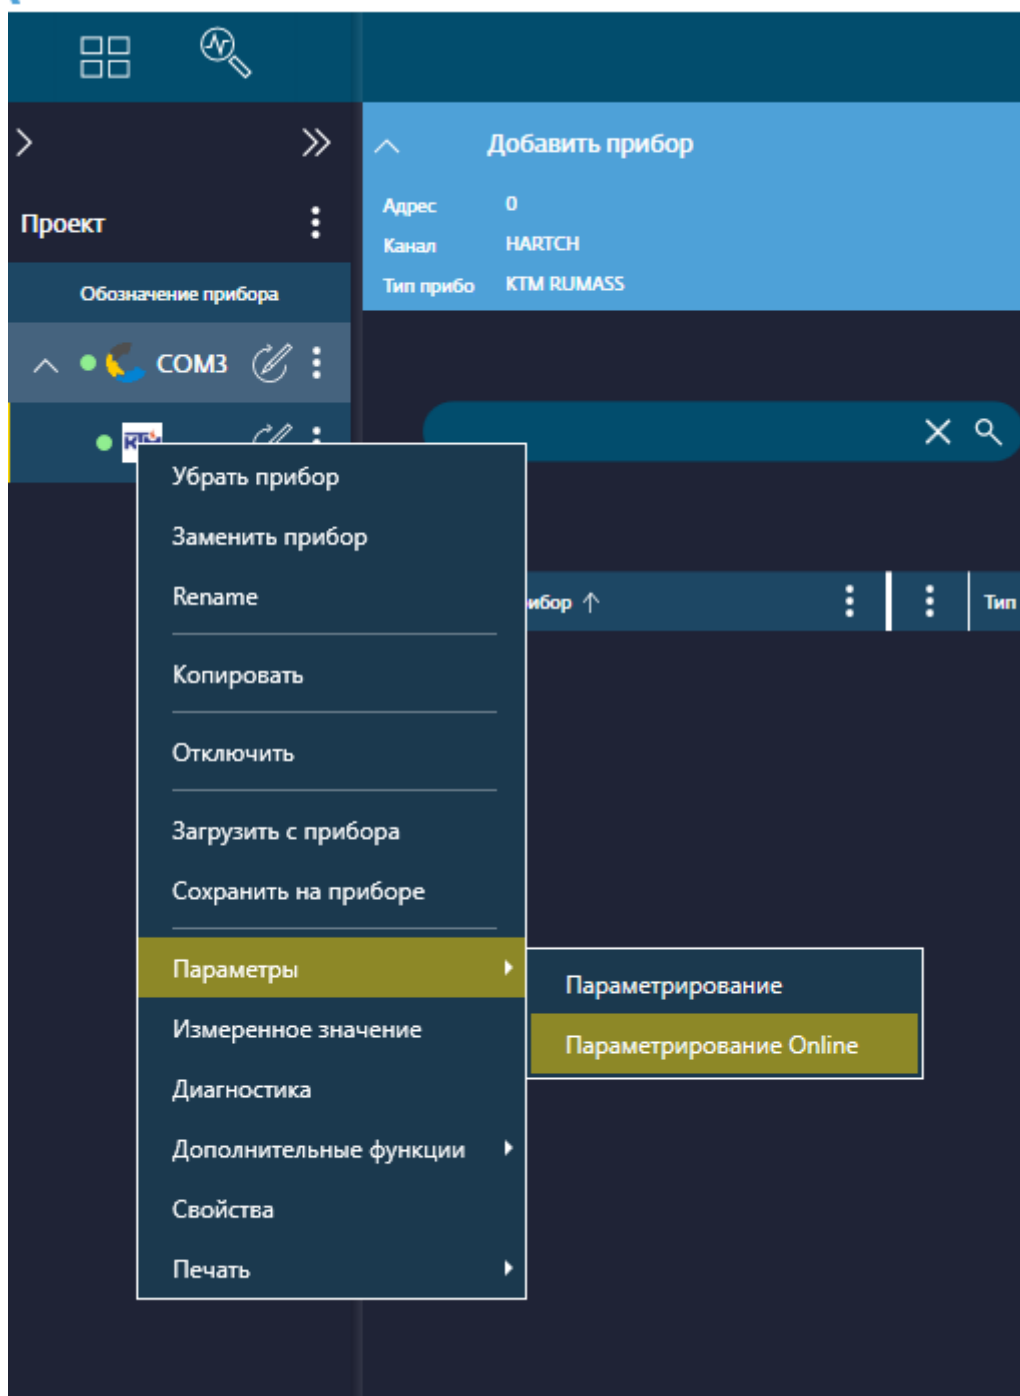 Проект
Обозначение прибора
COM3
Добавить прибор
Адрес 0
Канал HARTCH
Тип прибо KTM RUMASS
ибор
Тип
Убрать прибор
Заменить прибор
Rename
Копировать
Отключить
Загрузить с прибора
Сохранить на приборе
Параметры
Измеренное значение
Диагностика
Дополнительные функции
Свойства
Печать
Параметрирование
Параметрирование Online